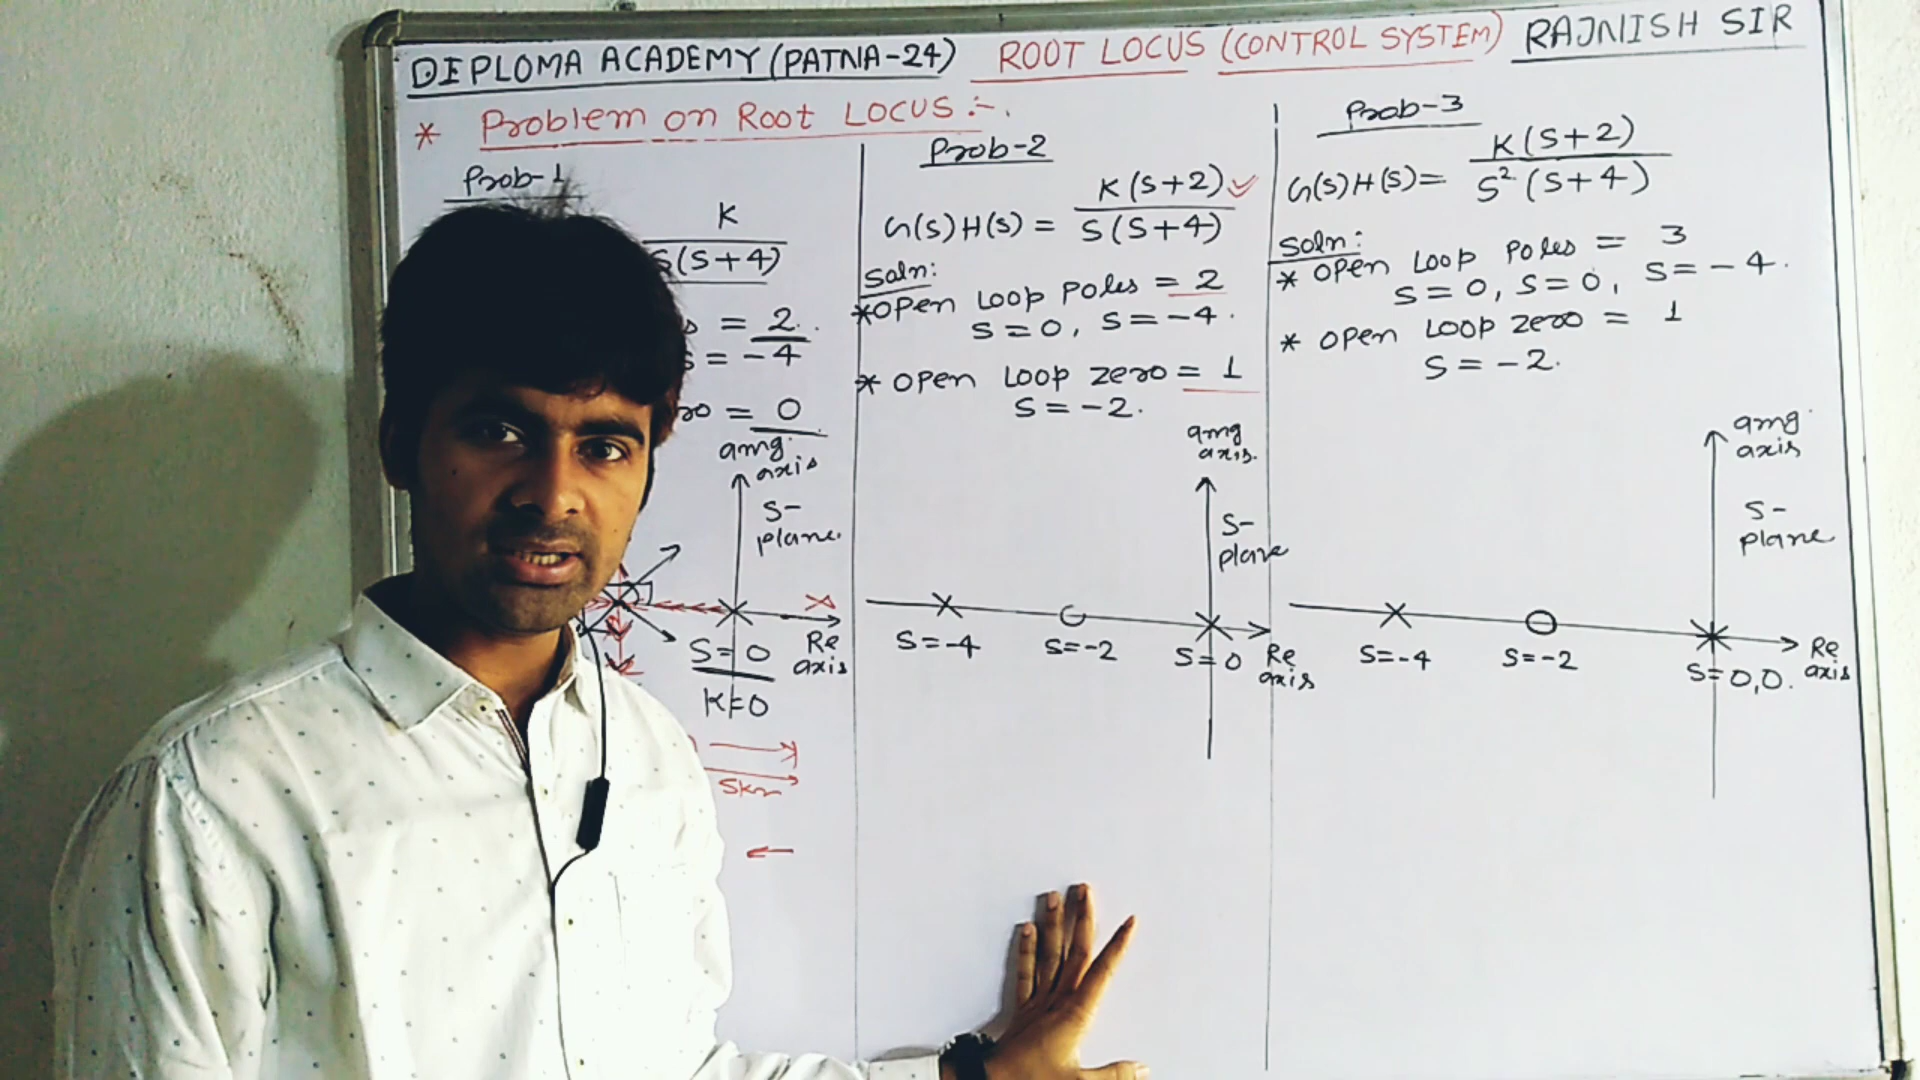 DIPLOMA ACADEMY (PATNA-24) ROOT LOCUS (CONTROL SYSTEM) RAJNISH SIR
* Problem on Root LOCUS :-.
Prob-1
K
S(S+4)
= 2.
S = -4
= 0
amg
axis
S-
plane.
S=0
Re
axis
K=0
5km
Prob-2
K(S+2)
G(S)H(S) =
S(S+4)
Soln:
*OPen LOOP Poles = 2
S=0, S=-4.
* OPen LOOP zero = 1
S=-2.
amg
axis.
S-
plane
S=-4
S=-2
S=0
Re
axis
Prob-3
K(S+2)
G(S)H(S)=
S²(S+4)
Soln:
* OPen LOOP Poles = 3
S=0, S=0, S=-4.
* OPen LOOP zero = 1
S=-2.
amg
axis
S-
plane
S=-4
S=-2
S=0,0.
Re
axis